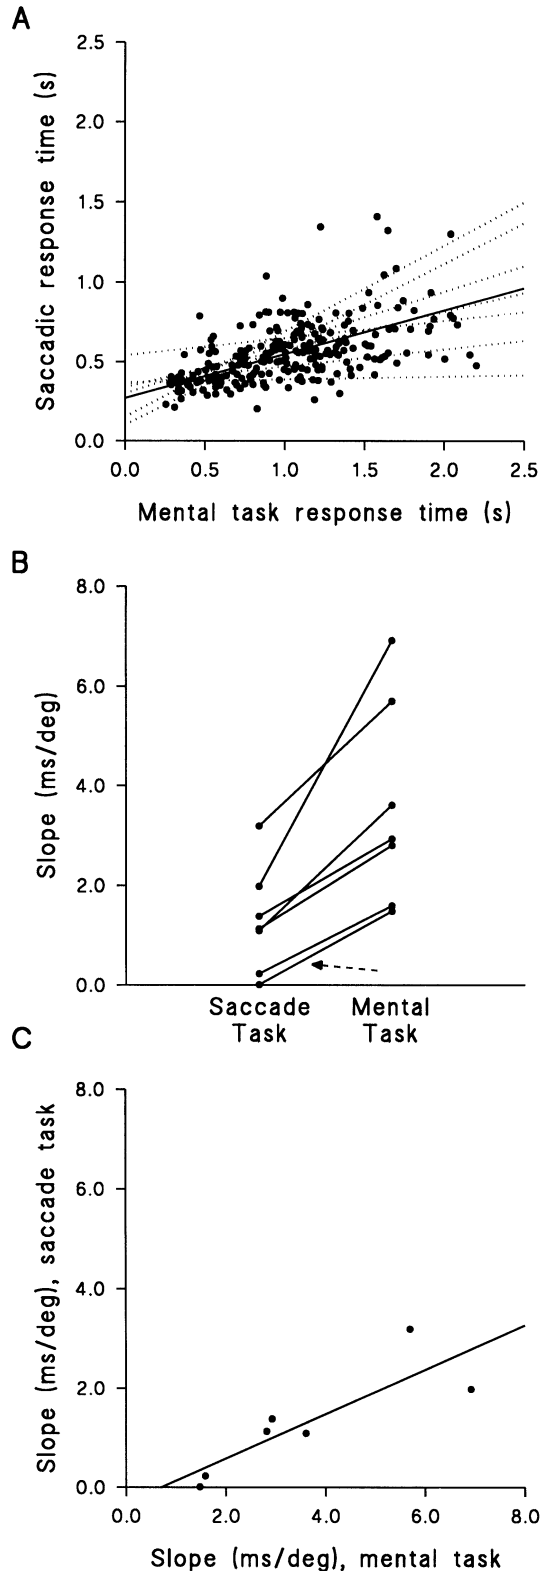 A
Saccadic response time (s)
2.5
2.0
1.5
1.0
0.5
0.0
0.0 0.5 1.0 1.5 2.0 2.5
Mental task response time (s)
B
Slope (ms/deg)
8.0
6.0
4.0
2.0
0.0
Saccade Mental
Task Task
C
Slope (ms/deg), saccade task
8.0
6.0
4.0
2.0
0.0
0.0 2.0 4.0 6.0 8.0
Slope (ms/deg), mental task